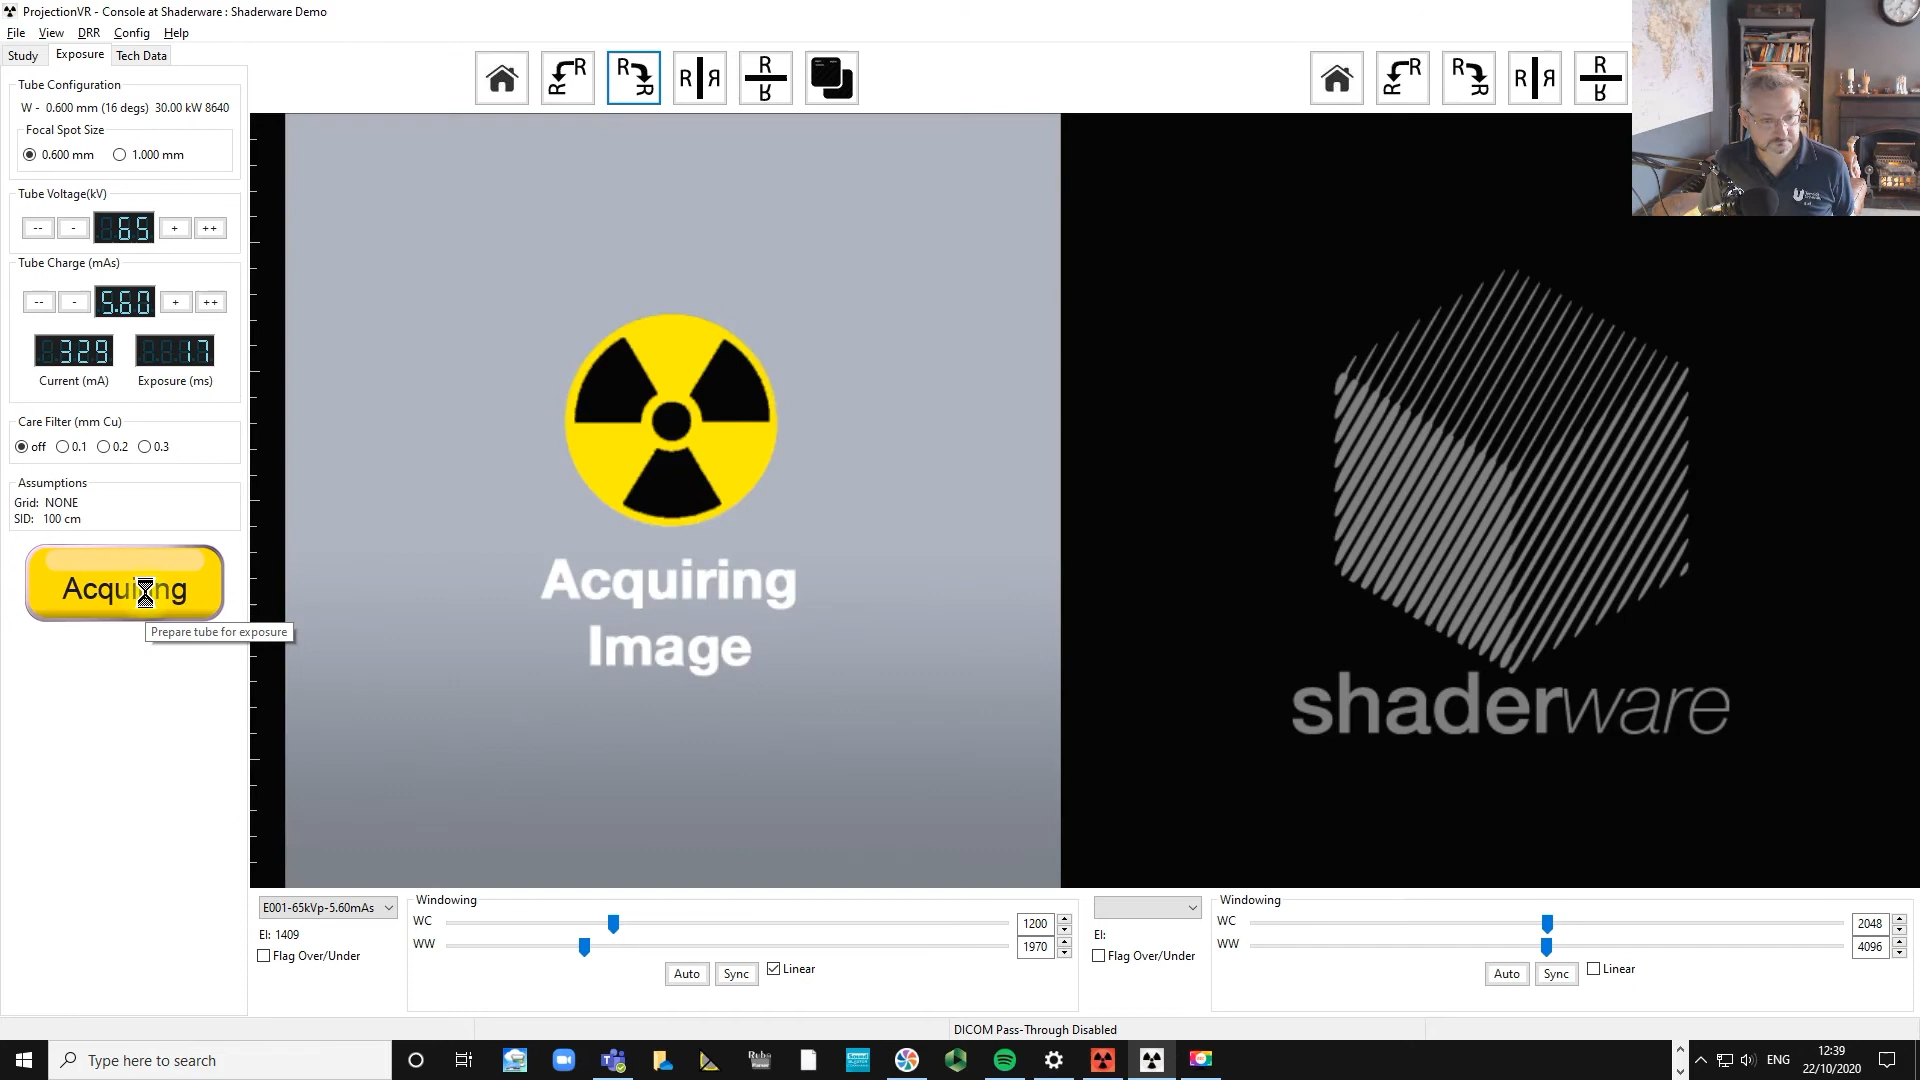 ProjectionVR - Console at Shaderware : Shaderware Demo
File View DRR Config Help
Study Exposure Tech Data
Tube Configuration
W - 0.600 mm (16 degs) 30.00 kW 8640
Focal Spot Size
0.600 mm 1.000 mm
Tube Voltage(kV)
-- - 65 + ++
Tube Charge (mAs)
-- - 5.60 + ++
329 17
Current (mA) Exposure (ms)
Care Filter (mm Cu)
off 0.1 0.2 0.3
Assumptions
Grid: NONE
SID: 100 cm
Acquiring
Prepare tube for exposure
Acquiring
Image
shaderware
E001-65kVp-5.60mAs
EI: 1409
Flag Over/Under
Windowing
WC 1200
WW 1970
Auto Sync Linear
EI:
Flag Over/Under
Windowing
WC 2048
WW 4096
Auto Sync Linear
DICOM Pass-Through Disabled
Type here to search
ENG
12:39
22/10/2020